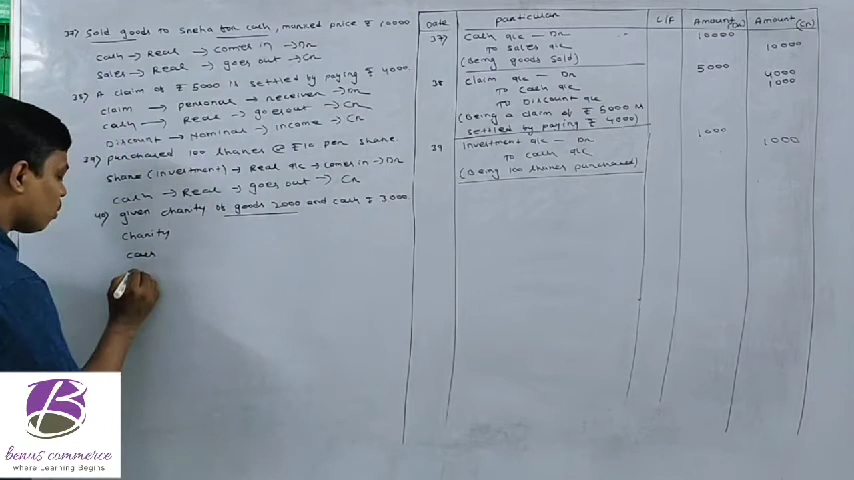 37) Sold goods to Sneha for cash, marked price ₹ 10000
cash → Real → comes in → Dr
Sales → Real → goes out → Cr
38) A claim of ₹ 5000 is settled by paying ₹ 4000.
claim → personal → receiver → Dr
cash → Real → goes out → Cr
Discount → Nominal → Income → Cr
39) purchased 100 shares @ ₹10 per share.
share (investment) → Real a/c → comes in → Dr
cash → Real → goes out → Cr
40) given charity of goods 2000 and cash ₹ 3000.
charity
cash
Date particular L/F Amount (Dr) Amount (Cr)
37) Cash a/c — Dr 10000
To sales a/c 10000
(Being goods sold)
38 claim a/c — Dr 5000
To cash a/c 4000
To Discount a/c 1000
(Being a claim of ₹ 5000 is
settled by paying ₹ 4000)
39 Investment a/c — Dr 1000
To cash a/c 1000
(Being 100 shares purchased)
B
benus commerce
Where Learning Begins